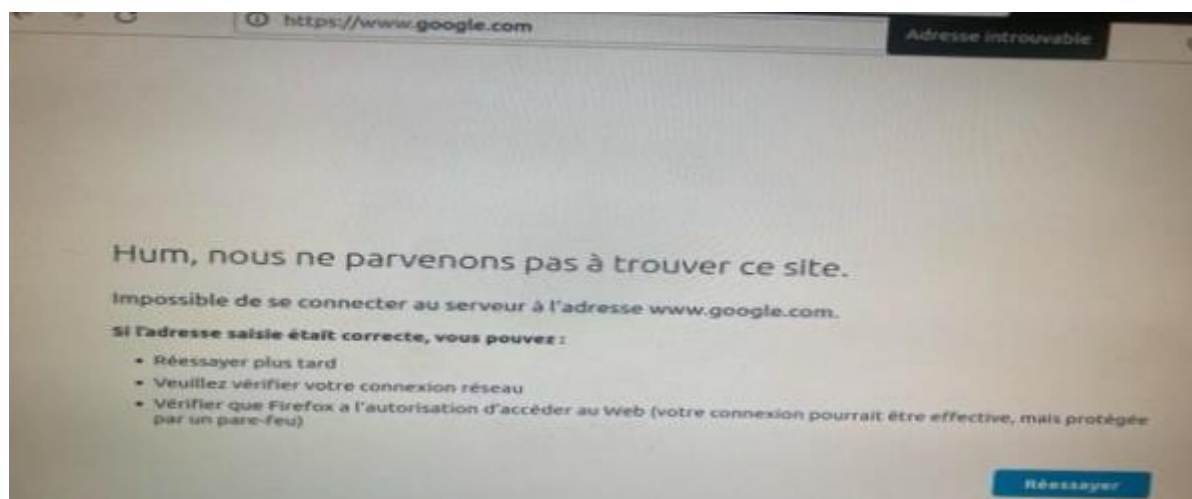 https://www.google.com
Adresse introuvable
Hum, nous ne parvenons pas à trouver ce site.
Impossible de se connecter au serveur à l'adresse www.google.com.
Si l'adresse saisie était correcte, vous pouvez :
• Réessayer plus tard
• Veuillez vérifier votre connexion réseau
• Vérifier que Firefox a l'autorisation d'accéder au Web (votre connexion pourrait être effective, mais protégée
par un pare-feu)
Réessayer